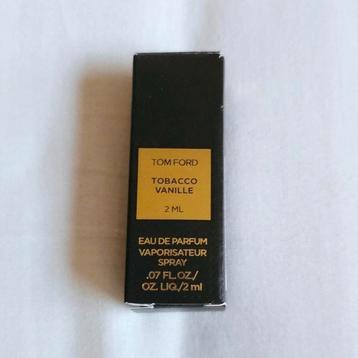 TOM FORD
TOBACCO
VANILLE
2 ML
EAU DE PARFUM
VAPORISATEUR
SPRAY
.07 FL.OZ./
OZ. LIQ./2 ml